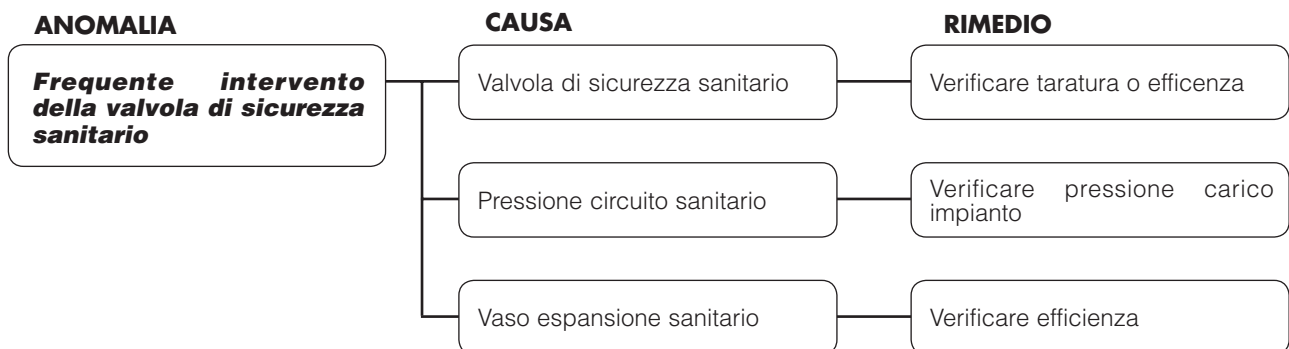 ANOMALIA
CAUSA
RIMEDIO
Frequente intervento
della valvola di sicurezza
sanitario
Valvola di sicurezza sanitario
Verificare taratura o efficenza
Pressione circuito sanitario
Verificare pressione carico
impianto
Vaso espansione sanitario
Verificare efficienza